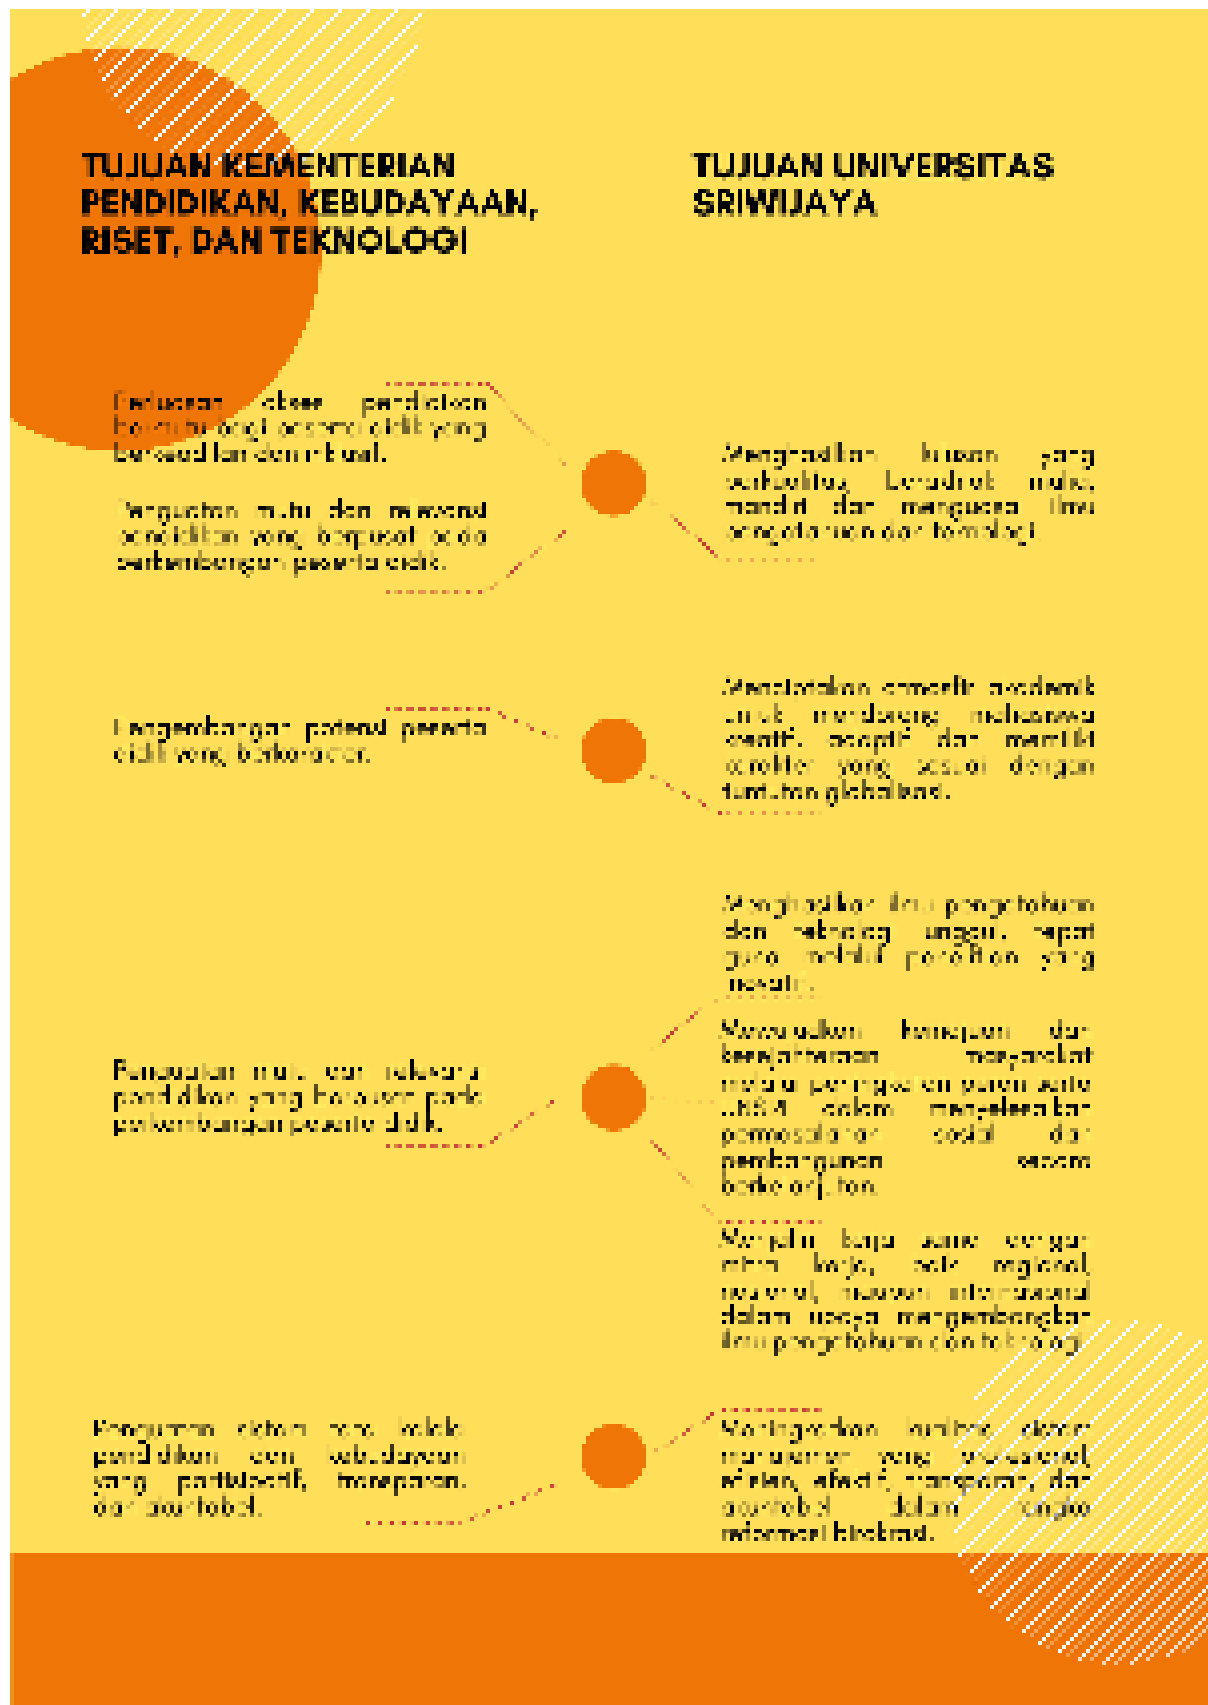 TUJUAN KEMENTERIAN
PENDIDIKAN, KEBUDAYAAN,
RISET, DAN TEKNOLOGI
TUJUAN UNIVERSITAS
SRIWIJAYA
Perluasan akses pendidikan
bermutu bagi peserta didik yang
berkeadilan dan inklusif.
Penguatan mutu dan relevansi
pendidikan yang berpusat pada
perkembangan peserta didik.
Menghasilkan lulusan yang
berkualitas, berakhlak mulia,
mandiri dan menguasai ilmu
pengetahuan dan teknologi.
Pengembangan potensi peserta
didik yang berkarakter.
Menciptakan atmosfir akademik
untuk mendorong mahasiswa
kreatif, adaptif dan memiliki
karakter yang sesuai dengan
tuntutan globalisasi.
Penguatan mutu dan relevansi
pendidikan yang berpusat pada
perkembangan peserta didik.
Menghasilkan ilmu pengetahuan
dan teknologi unggul, tepat
guna melalui penelitian yang
inovatif.
Mewujudkan kemajuan dan
kesejahteraan masyarakat
melalui peningkatan peran serta
UNSRI dalam menyelesaikan
permasalahan sosial dan
pembangunan secara
berkelanjutan.
Menjalin kerja sama dengan
mitra kerja, baik regional,
nasional, maupun internasional
dalam upaya mengembangkan
ilmu pengetahuan dan teknologi
Penguatan sistem tata kelola
pendidikan dan kebudayaan
yang partisipatif, transparan,
dan akuntabel.
Meningkatkan kualitas sistem
manajemen yang profesional,
efisien, efektif, transparan, dan
akuntabel dalam rangka
reformasi birokrasi.